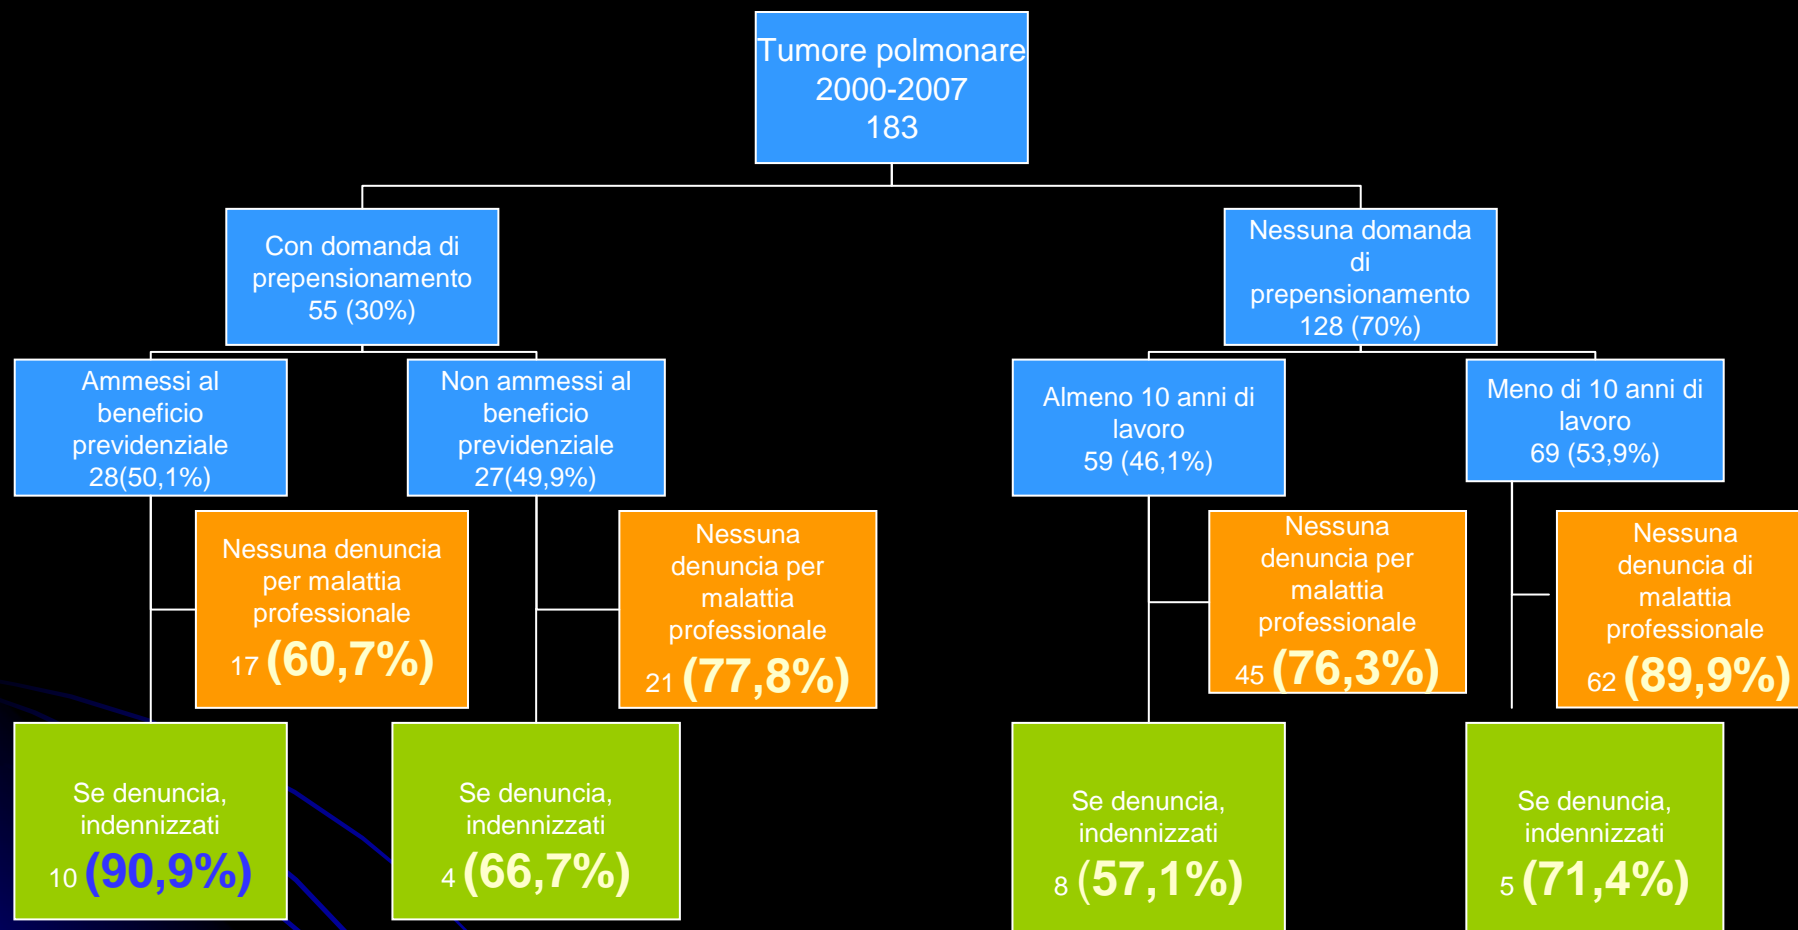 Tumore polmonare
2000-2007
183
Con domanda di
prepensionamento
55 (30%)
Nessuna domanda
di
prepensionamento
128 (70%)
Ammessi al
beneficio
previdenziale
28(50,1%)
Non ammessi al
beneficio
previdenziale
27(49,9%)
Almeno 10 anni di
lavoro
59 (46,1%)
Meno di 10 anni di
lavoro
69 (53,9%)
Nessuna denuncia
per malattia
professionale
17 (60,7%)
Nessuna
denuncia per
malattia
professionale
21 (77,8%)
Nessuna
denuncia per
malattia
professionale
45 (76,3%)
Nessuna
denuncia di
malattia
professionale
62 (89,9%)
Se denuncia,
indennizzati
10 (90,9%)
Se denuncia,
indennizzati
4 (66,7%)
Se denuncia,
indennizzati
8 (57,1%)
Se denuncia,
indennizzati
5 (71,4%)